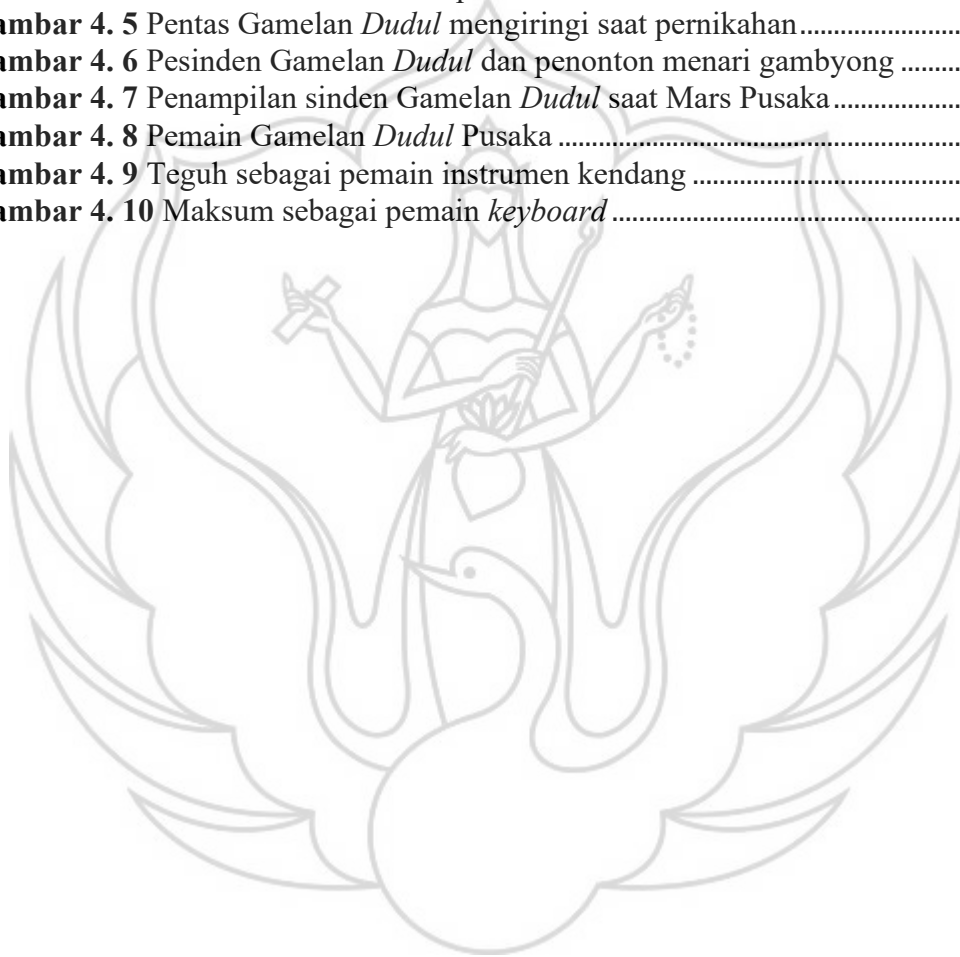 ambar 4. 5 Pentas Gamelan Dudul mengiringi saat pernikahan........................
ambar 4. 6 Pesinden Gamelan Dudul dan penonton menari gambyong .........
ambar 4. 7 Penampilan sinden Gamelan Dudul saat Mars Pusaka...................
ambar 4. 8 Pemain Gamelan Dudul Pusaka ............................................................
ambar 4. 9 Teguh sebagai pemain instrumen kendang ........................................
ambar 4. 10 Maksum sebagai pemain keyboard ....................................................